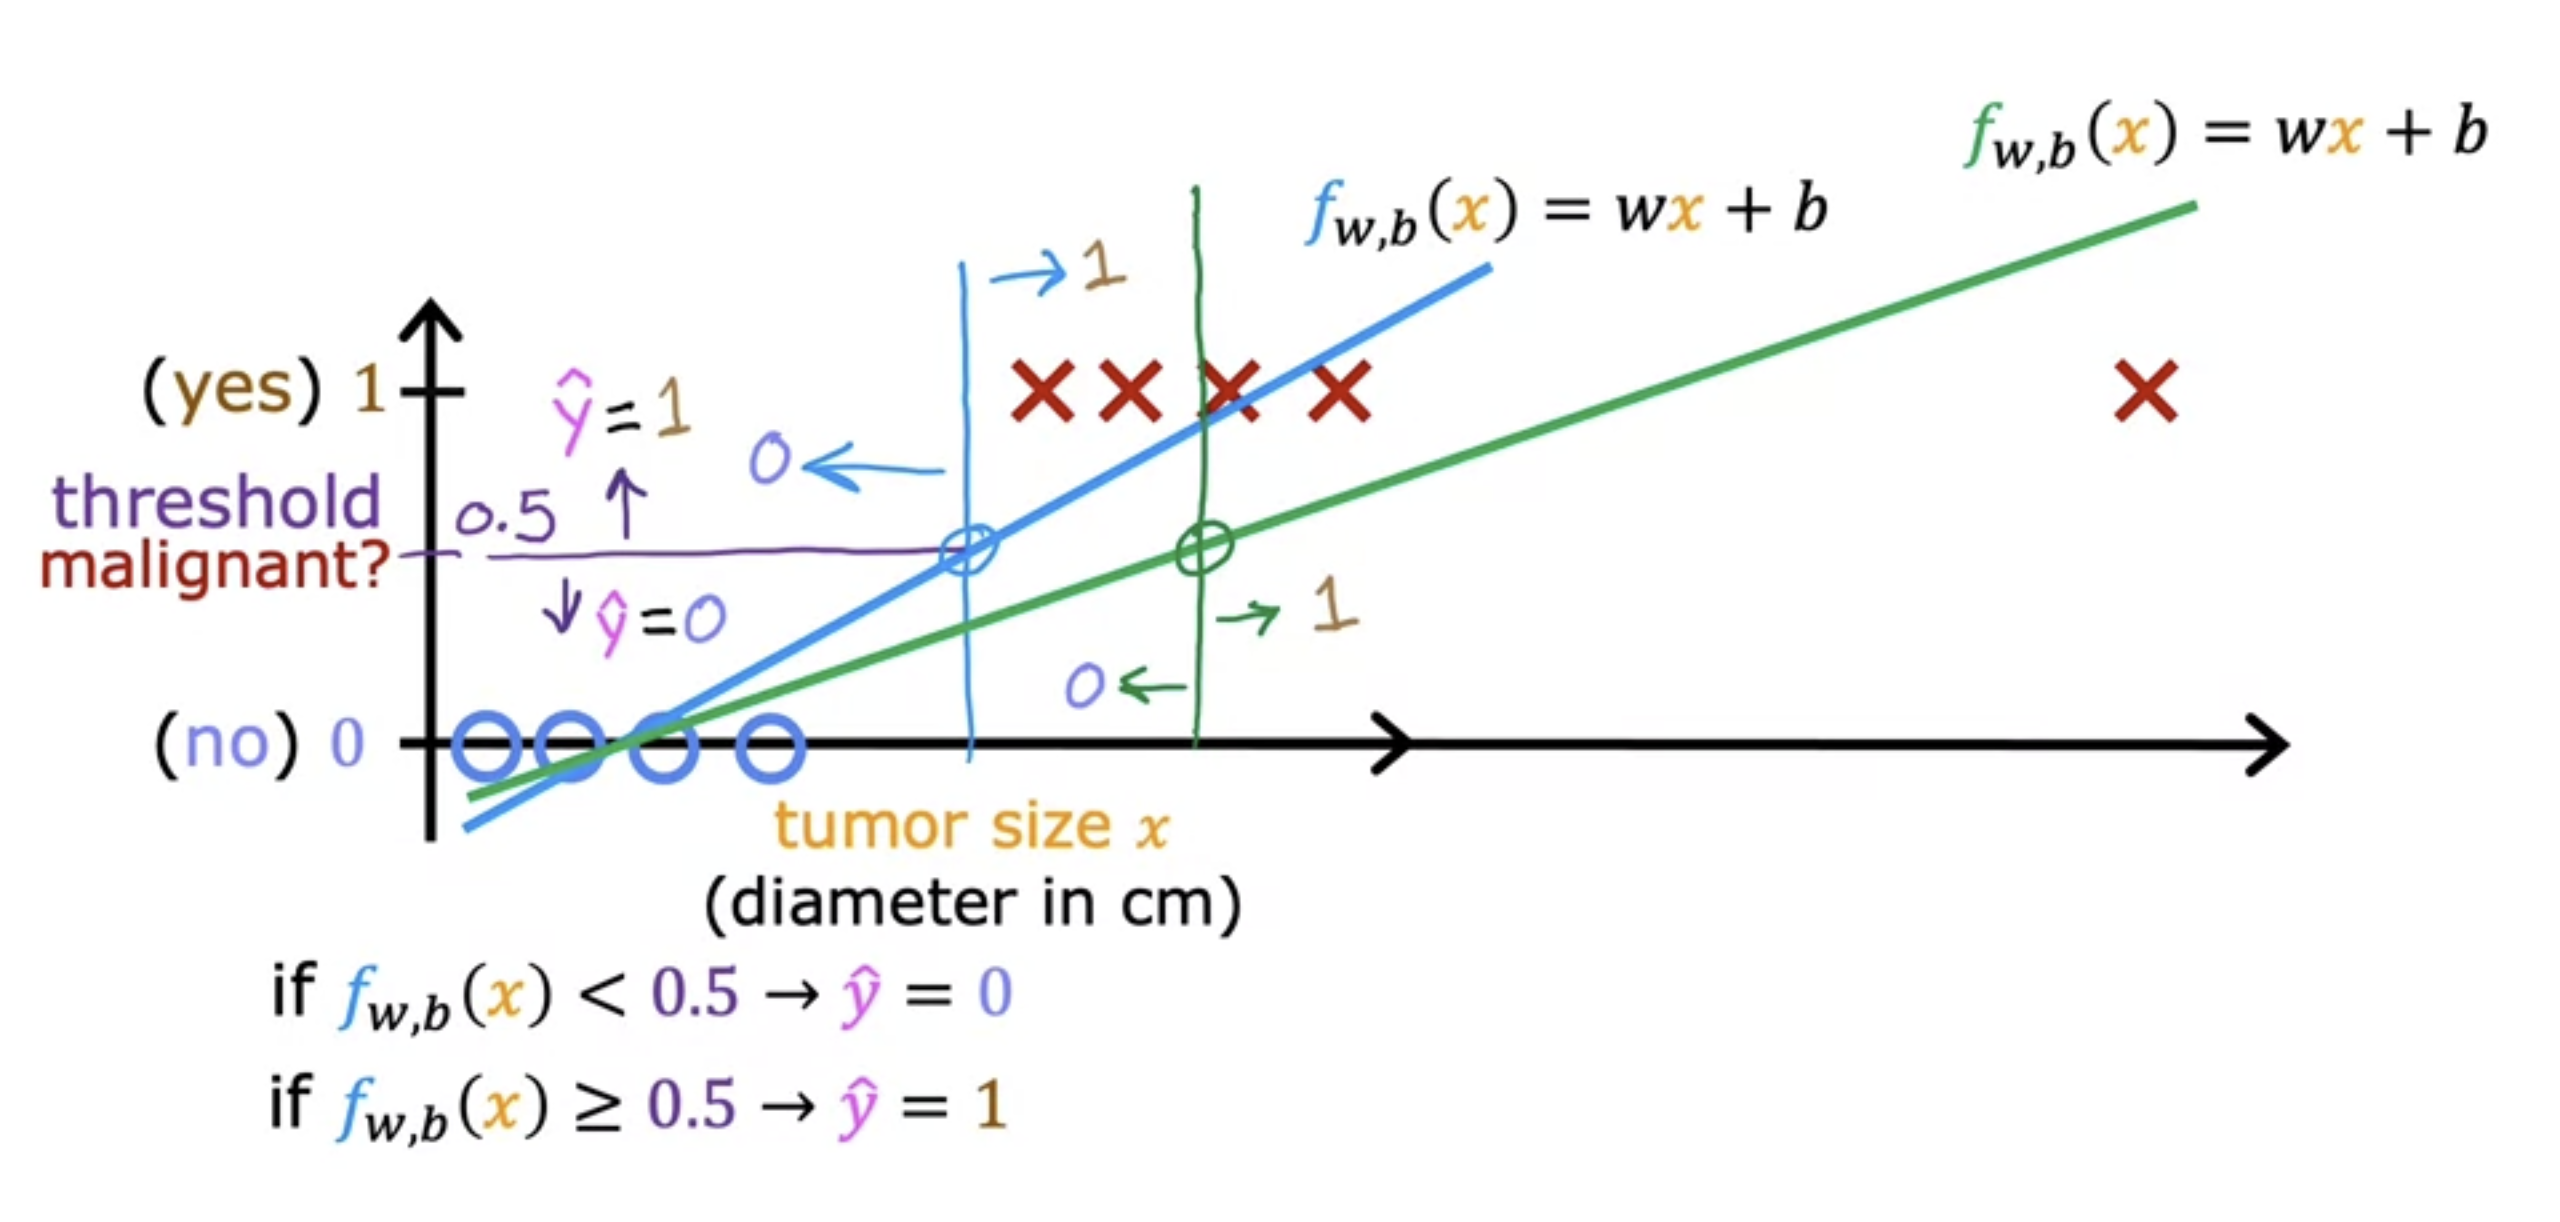 f_{w,b}(x) = wx + b
f_{w,b}(x) = wx + b
→ 1
(yes) 1
ŷ = 1
0 ←
threshold
0.5 ↑
malignant?
↓ ŷ = 0
→ 1
0 ←
(no) 0
tumor size x
(diameter in cm)
if f_{w,b}(x) < 0.5 → ŷ = 0
if f_{w,b}(x) ≥ 0.5 → ŷ = 1